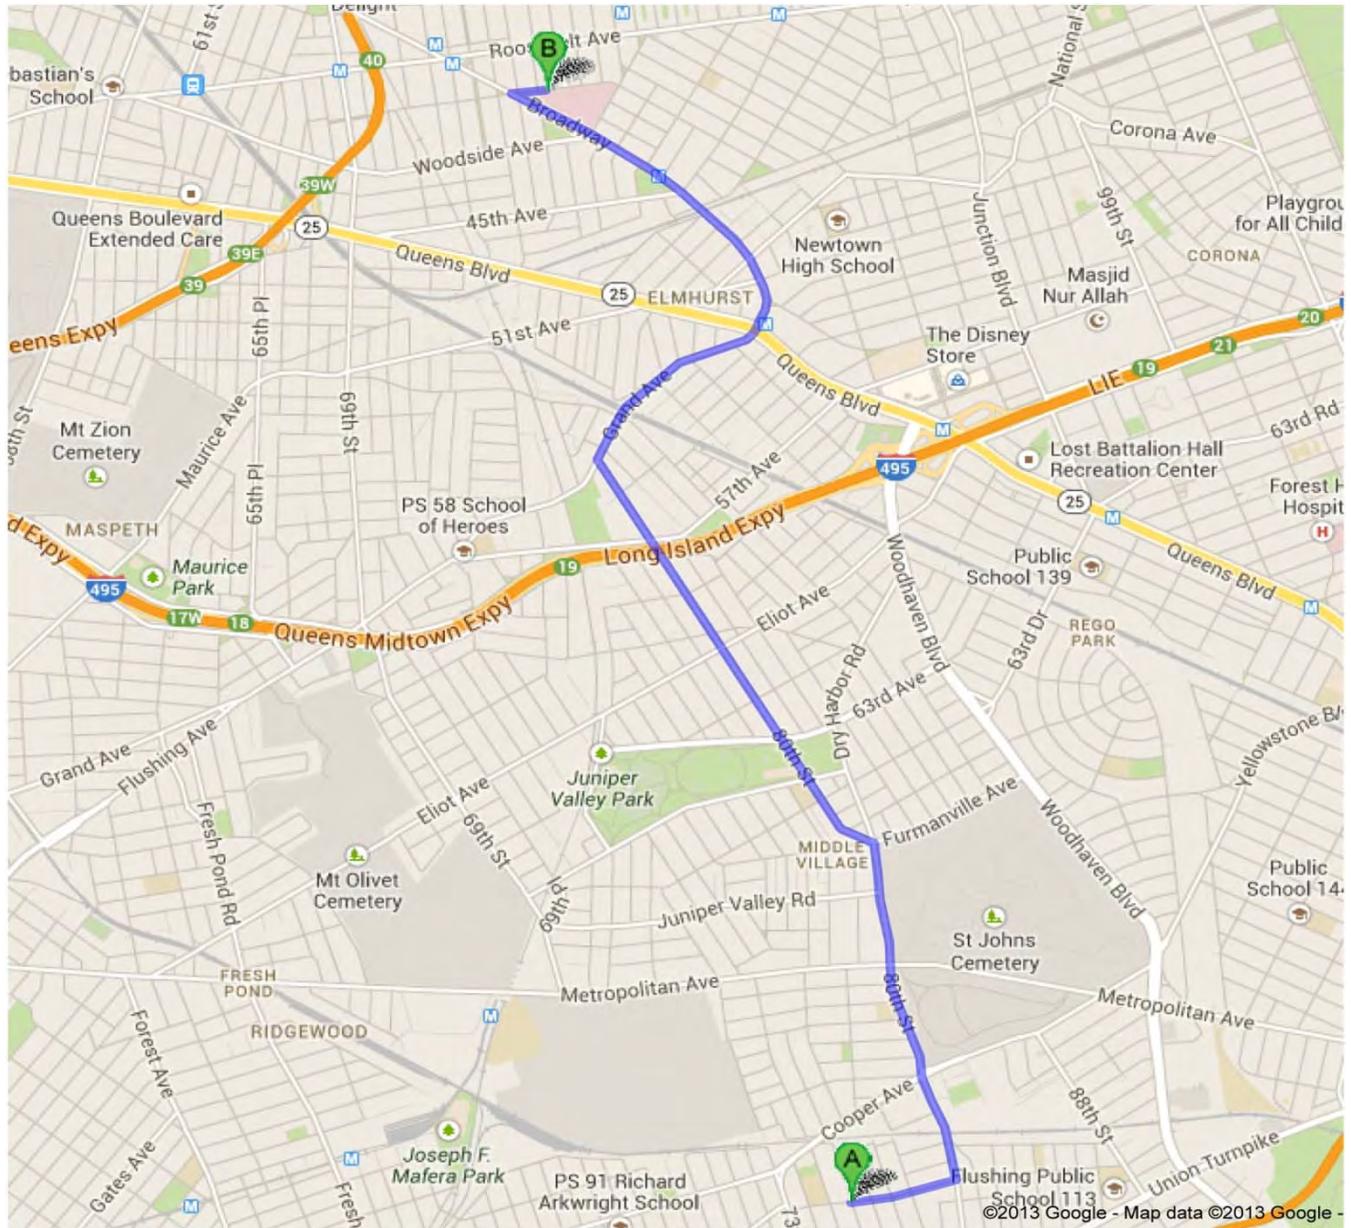 Delight
61st S
40
M
M
M
M
M
Roosevelt Ave
B
National S
bastian's
School
Broadway
Corona Ave
Woodside Ave
39W
M
Queens Boulevard
Extended Care
25
45th Ave
Newtown
High School
Junction Blvd
99th St
Playgrou
for All Child
CORONA
39E
39
Queens Blvd
25
ELMHURST
Masjid
Nur Allah
20
21
19
LIE
eens Expy
65th Pl
51st Ave
M
The Disney
Store
Queens Blvd
Grand Ave
Maurice Ave
69th St
63rd Rd
Mt Zion
Cemetery
M
495
Lost Battalion Hall
Recreation Center
65th Pl
57th Ave
PS 58 School
of Heroes
25
M
Forest H
Hospit
H
MASPETH
d Expy
Maurice
Park
495
17W
18
19
Long Island Expy
Queens Midtown Expy
Public
School 139
Queens Blvd
M
Woodhaven Blvd
Eliot Ave
REGO
PARK
63rd Dr
Dry Harbor Rd
63rd Ave
Grand Ave
Flushing Ave
80th St
Juniper
Valley Park
Eliot Ave
Furmanville Ave
Woodhaven Blvd
Fresh Pond Rd
69th St
MIDDLE
VILLAGE
Mt Olivet
Cemetery
69th Pl
Juniper Valley Rd
St Johns
Cemetery
Public
School 144
FRESH
POND
Metropolitan Ave
80th St
Metropolitan Ave
RIDGEWOOD
M
Forest Ave
Cooper Ave
88th St
Joseph F.
Mafera Park
A
Union Turnpike
Gates Ave
M
M
Fresh
PS 91 Richard
Arkwright School
73
Flushing Public
School 113
©2013 Google - Map data ©2013 Google -